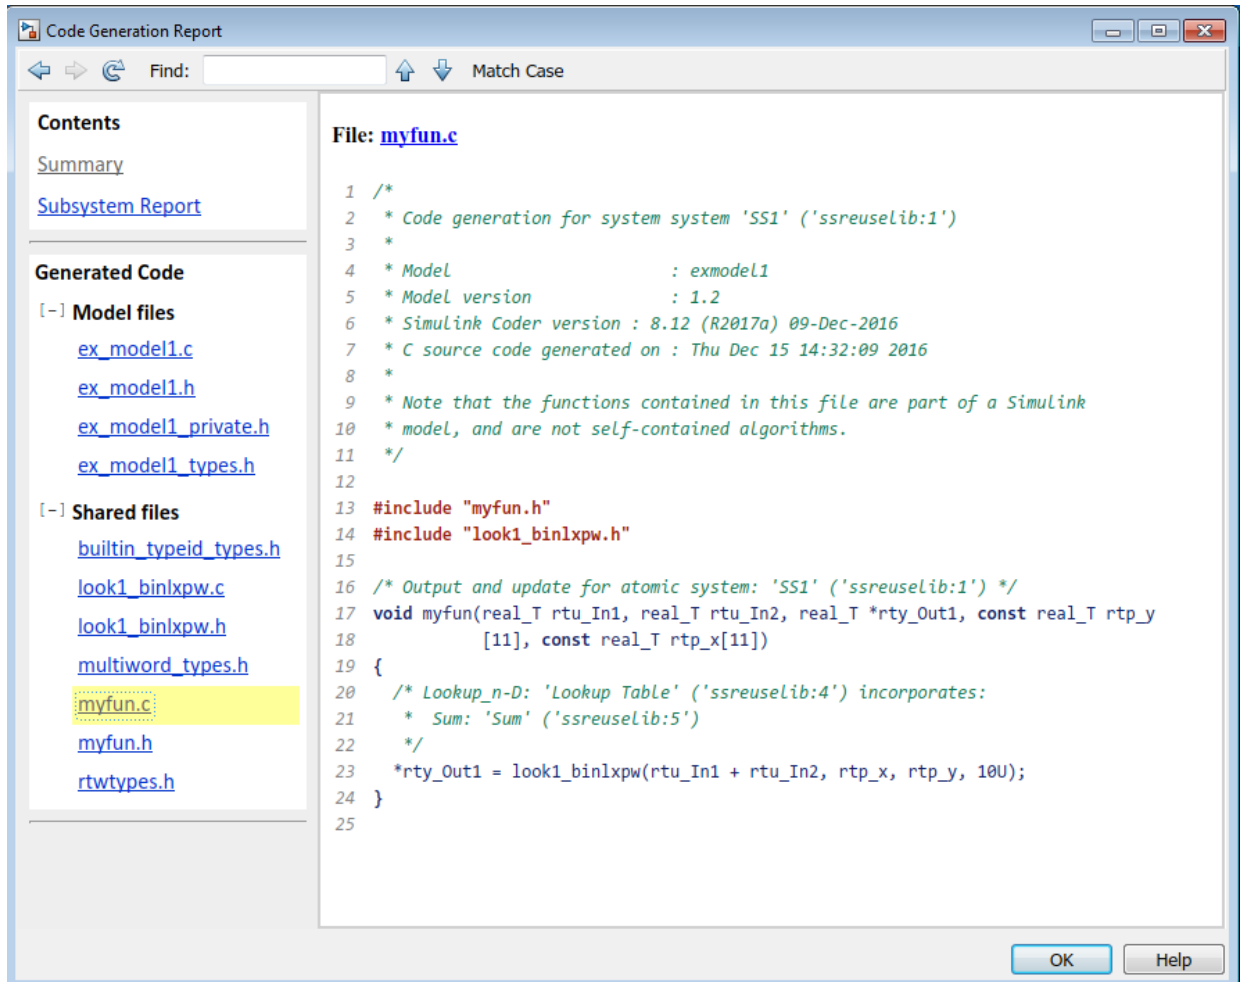 Code Generation Report
Find: Match Case
Contents
Summary
Subsystem Report
Generated Code
[-] Model files
ex_model1.c
ex_model1.h
ex_model1_private.h
ex_model1_types.h
[-] Shared files
builtin_typeid_types.h
look1_binlxpw.c
look1_binlxpw.h
multiword_types.h
myfun.c
myfun.h
rtwtypes.h
File: myfun.c
1 /*
2  * Code generation for system system 'SS1' ('ssreuselib:1')
3  *
4  * Model                      : exmodel1
5  * Model version              : 1.2
6  * Simulink Coder version : 8.12 (R2017a) 09-Dec-2016
7  * C source code generated on : Thu Dec 15 14:32:09 2016
8  *
9  * Note that the functions contained in this file are part of a Simulink
10  * model, and are not self-contained algorithms.
11  */
12
13 #include "myfun.h"
14 #include "look1_binlxpw.h"
15
16 /* Output and update for atomic system: 'SS1' ('ssreuselib:1') */
17 void myfun(real_T rtu_In1, real_T rtu_In2, real_T *rty_Out1, const real_T rtp_y
18            [11], const real_T rtp_x[11])
19 {
20   /* Lookup_n-D: 'Lookup Table' ('ssreuselib:4') incorporates:
21    *  Sum: 'Sum' ('ssreuselib:5')
22    */
23   *rty_Out1 = look1_binlxpw(rtu_In1 + rtu_In2, rtp_x, rtp_y, 10U);
24 }
25
OK Help